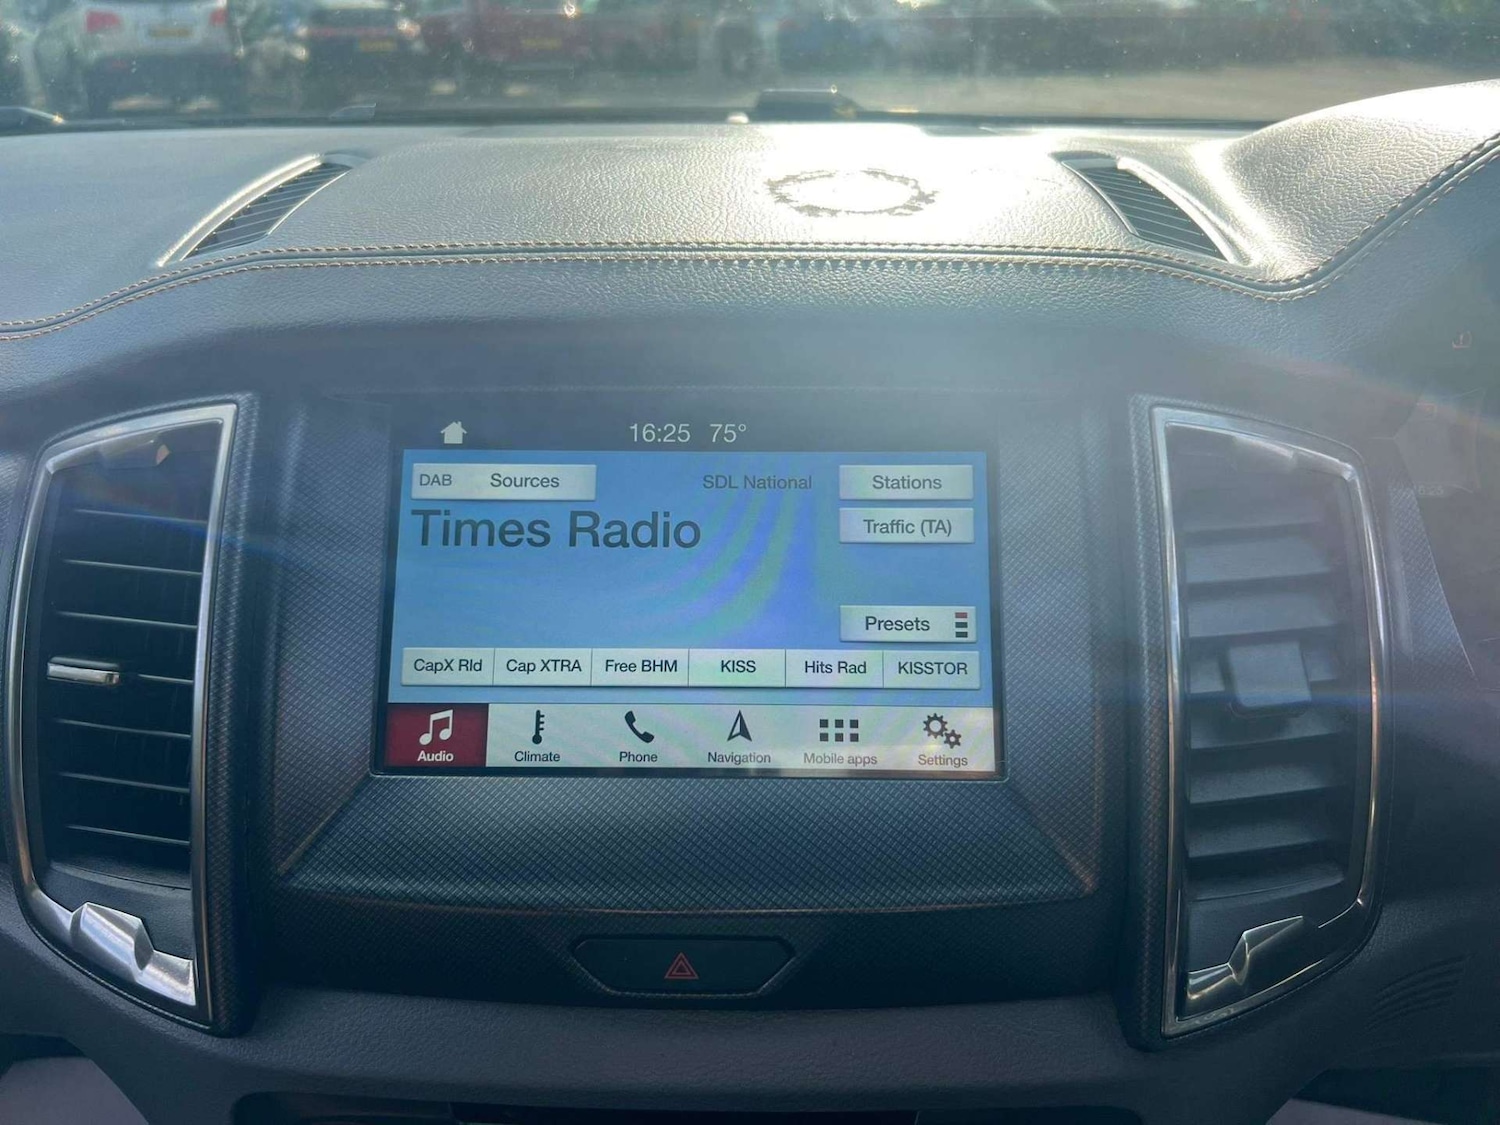 16:25 75°
DAB Sources SDL National Stations
Times Radio Traffic (TA)
Presets
CapX Rld Cap XTRA Free BHM KISS Hits Rad KISSTOR
Audio Climate Phone Navigation Mobile apps Settings